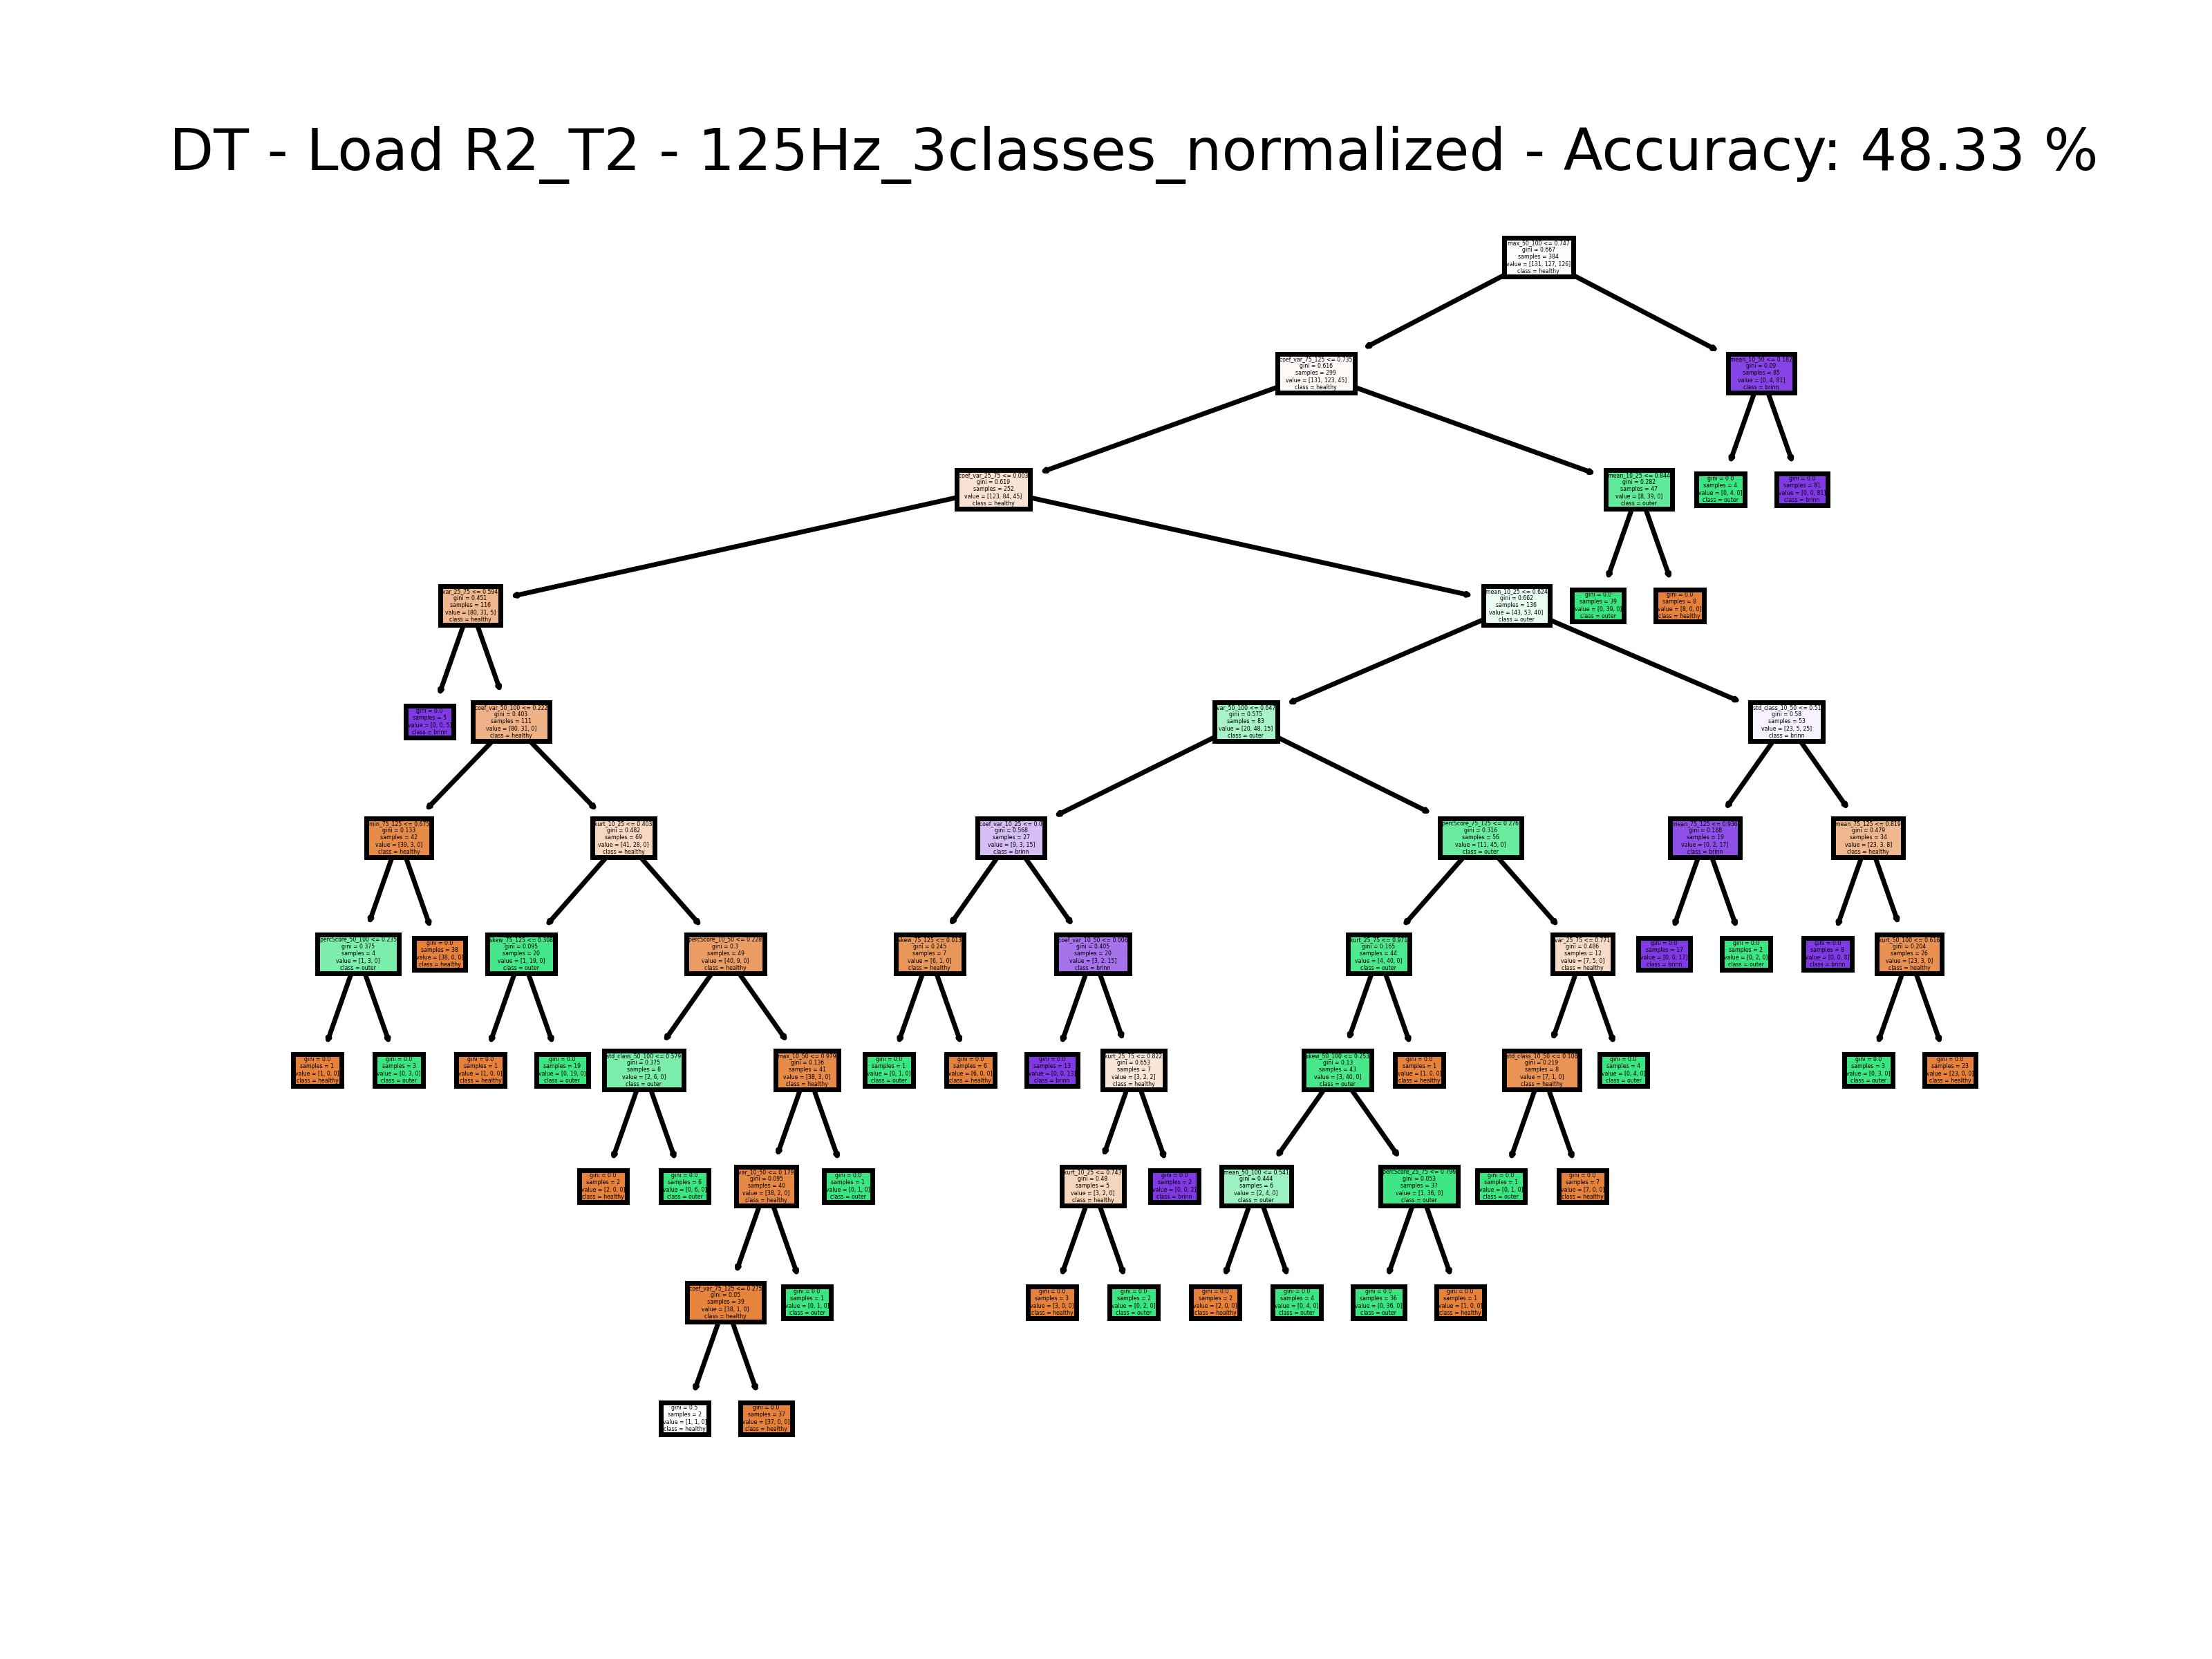 DT - Load R2_T2 - 125Hz_3classes_normalized - Accuracy: 48.33 %
max_50_100 <= 0.747
gini = 0.667
samples = 384
value = [131, 127, 126]
class = healthy
coef_var_75_125 <= 0.735
gini = 0.616
samples = 299
value = [131, 123, 45]
class = healthy
mean_10_50 <= 0.182
gini = 0.09
samples = 85
value = [0, 4, 81]
class = brinn
coef_var_25_75 <= 0.003
gini = 0.619
samples = 252
value = [123, 84, 45]
class = healthy
mean_10_25 <= 0.844
gini = 0.282
samples = 47
value = [8, 39, 0]
class = outer
gini = 0.0
samples = 4
value = [0, 4, 0]
class = outer
gini = 0.0
samples = 81
value = [0, 0, 81]
class = brinn
var_25_75 <= 0.594
gini = 0.451
samples = 116
value = [80, 31, 5]
class = healthy
mean_10_25 <= 0.624
gini = 0.662
samples = 136
value = [43, 53, 40]
class = outer
gini = 0.0
samples = 39
value = [0, 39, 0]
class = outer
gini = 0.0
samples = 8
value = [8, 0, 0]
class = healthy
gini = 0.0
samples = 5
value = [0, 0, 5]
class = brinn
coef_var_50_100 <= 0.222
gini = 0.403
samples = 111
value = [80, 31, 0]
class = healthy
var_50_100 <= 0.647
gini = 0.575
samples = 83
value = [20, 48, 15]
class = outer
std_class_10_50 <= 0.51
gini = 0.58
samples = 53
value = [23, 5, 25]
class = brinn
min_75_125 <= 0.675
gini = 0.133
samples = 42
value = [39, 3, 0]
class = healthy
kurt_10_25 <= 0.403
gini = 0.482
samples = 69
value = [41, 28, 0]
class = healthy
coef_var_10_25 <= 0.0
gini = 0.568
samples = 27
value = [9, 3, 15]
class = brinn
percScore_75_125 <= 0.276
gini = 0.316
samples = 56
value = [11, 45, 0]
class = outer
mean_75_125 <= 0.936
gini = 0.188
samples = 19
value = [0, 2, 17]
class = brinn
mean_75_125 <= 0.819
gini = 0.479
samples = 34
value = [23, 3, 8]
class = healthy
percScore_50_100 <= 0.235
gini = 0.375
samples = 4
value = [1, 3, 0]
class = outer
gini = 0.0
samples = 38
value = [38, 0, 0]
class = healthy
skew_75_125 <= 0.308
gini = 0.095
samples = 20
value = [1, 19, 0]
class = outer
percScore_10_50 <= 0.228
gini = 0.3
samples = 49
value = [40, 9, 0]
class = healthy
skew_75_125 <= 0.013
gini = 0.245
samples = 7
value = [6, 1, 0]
class = healthy
coef_var_10_50 <= 0.006
gini = 0.405
samples = 20
value = [3, 2, 15]
class = brinn
kurt_25_75 <= 0.971
gini = 0.165
samples = 44
value = [4, 40, 0]
class = outer
var_25_75 <= 0.771
gini = 0.486
samples = 12
value = [7, 5, 0]
class = healthy
gini = 0.0
samples = 17
value = [0, 0, 17]
class = brinn
gini = 0.0
samples = 2
value = [0, 2, 0]
class = outer
gini = 0.0
samples = 8
value = [0, 0, 8]
class = brinn
kurt_50_100 <= 0.616
gini = 0.204
samples = 26
value = [23, 3, 0]
class = healthy
gini = 0.0
samples = 1
value = [1, 0, 0]
class = healthy
gini = 0.0
samples = 3
value = [0, 3, 0]
class = outer
gini = 0.0
samples = 1
value = [1, 0, 0]
class = healthy
gini = 0.0
samples = 19
value = [0, 19, 0]
class = outer
std_class_50_100 <= 0.579
gini = 0.375
samples = 8
value = [2, 6, 0]
class = outer
max_10_50 <= 0.979
gini = 0.136
samples = 41
value = [38, 3, 0]
class = healthy
gini = 0.0
samples = 1
value = [0, 1, 0]
class = outer
gini = 0.0
samples = 6
value = [6, 0, 0]
class = healthy
gini = 0.0
samples = 13
value = [0, 0, 13]
class = brinn
kurt_25_75 <= 0.822
gini = 0.653
samples = 7
value = [3, 2, 2]
class = healthy
skew_50_100 <= 0.253
gini = 0.13
samples = 43
value = [3, 40, 0]
class = outer
gini = 0.0
samples = 1
value = [1, 0, 0]
class = healthy
std_class_10_50 <= 0.108
gini = 0.219
samples = 8
value = [7, 1, 0]
class = healthy
gini = 0.0
samples = 4
value = [0, 4, 0]
class = outer
gini = 0.0
samples = 3
value = [0, 3, 0]
class = outer
gini = 0.0
samples = 23
value = [23, 0, 0]
class = healthy
gini = 0.0
samples = 2
value = [2, 0, 0]
class = healthy
gini = 0.0
samples = 6
value = [0, 6, 0]
class = outer
var_10_50 <= 0.179
gini = 0.095
samples = 40
value = [38, 2, 0]
class = healthy
gini = 0.0
samples = 1
value = [0, 1, 0]
class = outer
kurt_10_25 <= 0.743
gini = 0.48
samples = 5
value = [3, 2, 0]
class = healthy
gini = 0.0
samples = 2
value = [0, 0, 2]
class = brinn
mean_50_100 <= 0.541
gini = 0.444
samples = 6
value = [2, 4, 0]
class = outer
percScore_25_75 <= 0.796
gini = 0.053
samples = 37
value = [1, 36, 0]
class = outer
gini = 0.0
samples = 1
value = [0, 1, 0]
class = outer
gini = 0.0
samples = 7
value = [7, 0, 0]
class = healthy
coef_var_75_125 <= 0.275
gini = 0.05
samples = 39
value = [38, 1, 0]
class = healthy
gini = 0.0
samples = 1
value = [0, 1, 0]
class = outer
gini = 0.0
samples = 3
value = [3, 0, 0]
class = healthy
gini = 0.0
samples = 2
value = [0, 2, 0]
class = outer
gini = 0.0
samples = 2
value = [2, 0, 0]
class = healthy
gini = 0.0
samples = 4
value = [0, 4, 0]
class = outer
gini = 0.0
samples = 36
value = [0, 36, 0]
class = outer
gini = 0.0
samples = 1
value = [1, 0, 0]
class = healthy
gini = 0.5
samples = 2
value = [1, 1, 0]
class = healthy
gini = 0.0
samples = 37
value = [37, 0, 0]
class = healthy